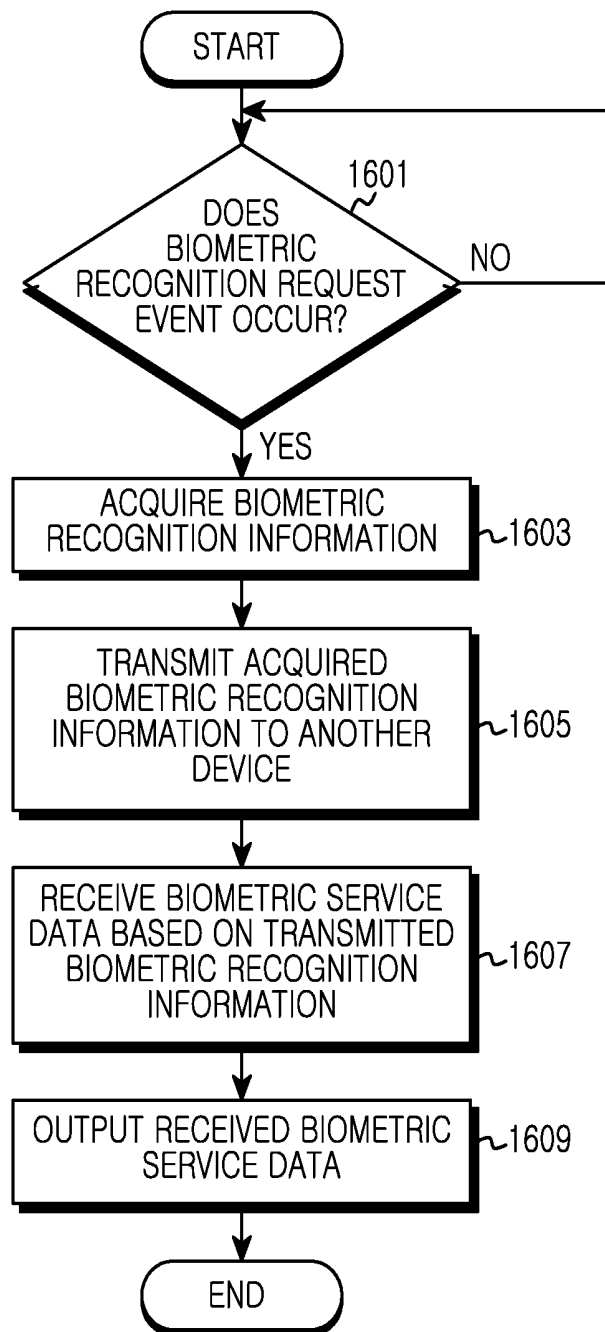 START
1601
DOES
BIOMETRIC
RECOGNITION REQUEST
EVENT OCCUR?
NO
YES
ACQUIRE BIOMETRIC
RECOGNITION INFORMATION
1603
TRANSMIT ACQUIRED
BIOMETRIC RECOGNITION
INFORMATION TO ANOTHER
DEVICE
1605
RECEIVE BIOMETRIC SERVICE
DATA BASED ON TRANSMITTED
BIOMETRIC RECOGNITION
INFORMATION
1607
OUTPUT RECEIVED BIOMETRIC
SERVICE DATA
1609
END